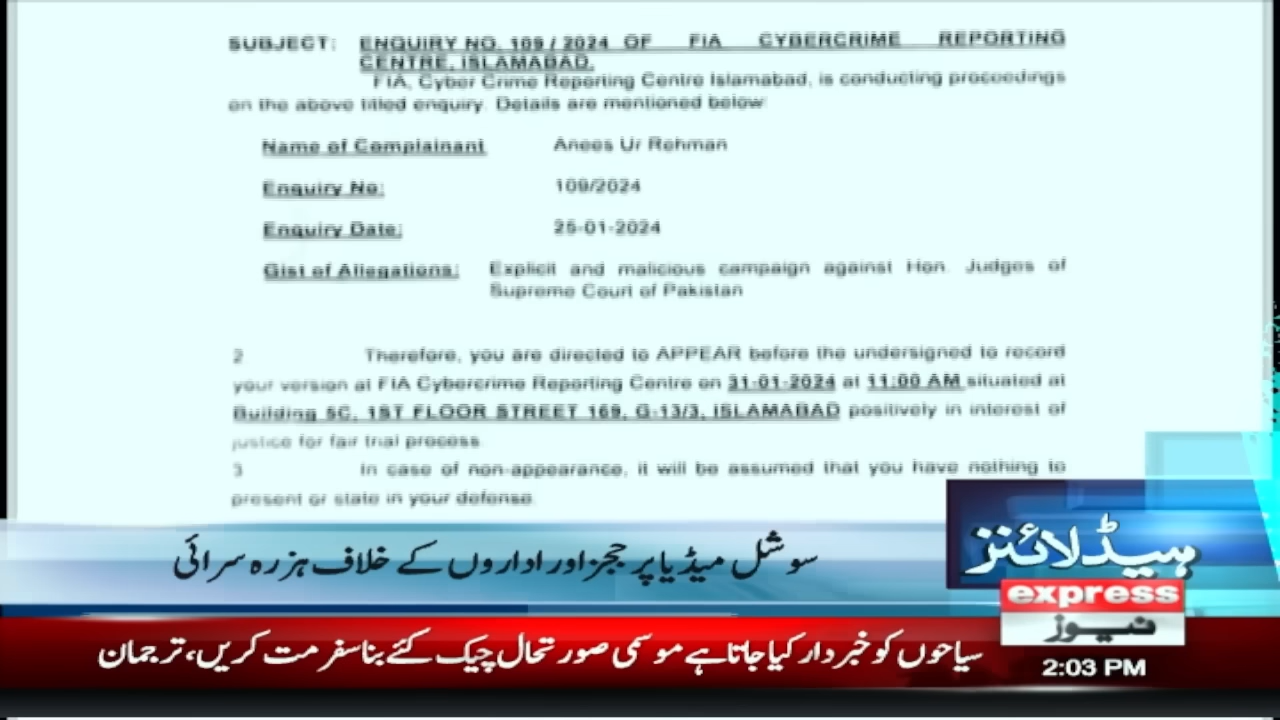 SUBJECT: ENQUIRY NO. 109 / 2024 OF FIA CYBERCRIME REPORTING
CENTRE, ISLAMABAD.
FIA, Cyber Crime Reporting Centre Islamabad, is conducting proceedings
on the above titled enquiry. Details are mentioned below
Name of Complainant Anees Ur Rehman
Enquiry No: 109/2024
Enquiry Date: 25-01-2024
Gist of Allegations: Explicit and malicious campaign against Hon. Judges of
Supreme Court of Pakistan
2 Therefore, you are directed to APPEAR before the undersigned to record
your version at FIA Cybercrime Reporting Centre on 31-01-2024 at 11:00 AM situated at
Building 5C, 1ST FLOOR STREET 169, G-13/3, ISLAMABAD positively in interest of
justice for fair trial process.
3 In case of non-appearance, it will be assumed that you have nothing to
present or state in your defense.
سوشل میڈیا پر ججز اور اداروں کے خلاف ہزرہ سرائی
ہیڈلائنز
express
نیوز
سیاحوں کو خبردار کیا جاتا ہے موسمی صورتحال چیک کئے بنا سفر مت کریں، ترجمان
2:03 PM